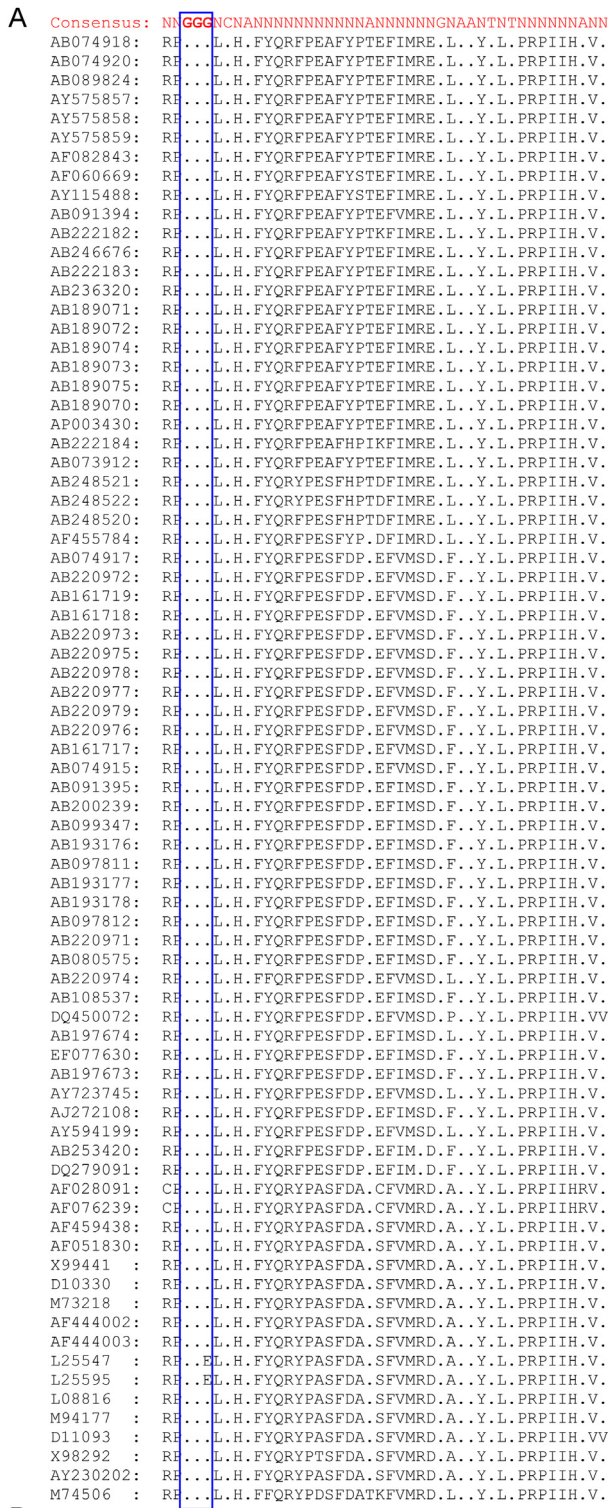 A
Consensus: NNGGGNCNANNNNNNNNNNNANNNNNNGNAANTNTNNNNNNANN
AB074918: RP...L.H.FYQRFPEAFYPTEFIMRE.L..Y.L.PRPIIH.V.
AB074920: RP...L.H.FYQRFPEAFYPTEFIMRE.L..Y.L.PRPIIH.V.
AB089824: RP...L.H.FYQRFPEAFYPTEFIMRE.L..Y.L.PRPIIH.V.
AY575857: RP...L.H.FYQRFPEAFYPTEFIMRE.L..Y.L.PRPIIH.V.
AY575858: RP...L.H.FYQRFPEAFYPTEFIMRE.L..Y.L.PRPIIH.V.
AY575859: RP...L.H.FYQRFPEAFYPTEFIMRE.L..Y.L.PRPIIH.V.
AF082843: RP...L.H.FYQRFPEAFYPTEFIMRE.L..Y.L.PRPIIH.V.
AF060669: RP...L.H.FYQRFPEAFYSTEFIMRE.L..Y.L.PRPIIH.V.
AY115488: RP...L.H.FYQRFPEAFYSTEFIMRE.L..Y.L.PRPIIH.V.
AB091394: RP...L.H.FYQRFPEAFYPTEFVMRE.L..Y.L.PRPIIH.V.
AB222182: RP...L.H.FYQRFPEAFYPTKFIMRE.L..Y.L.PRPIIH.V.
AB246676: RP...L.H.FYQRFPEAFYPTEFIMRE.L..Y.L.PRPIIH.V.
AB222183: RP...L.H.FYQRFPEAFYPTEFIMRE.L..Y.L.PRPIIH.V.
AB236320: RP...L.H.FYQRFPEAFYPTEFIMRE.L..Y.L.PRPIIH.V.
AB189071: RP...L.H.FYQRFPEAFYPTEFIMRE.L..Y.L.PRPIIH.V.
AB189072: RP...L.H.FYQRFPEAFYPTEFIMRE.L..Y.L.PRPIIH.V.
AB189074: RP...L.H.FYQRFPEAFYPTEFIMRE.L..Y.L.PRPIIH.V.
AB189073: RP...L.H.FYQRFPEAFYPTEFIMRE.L..Y.L.PRPIIH.V.
AB189075: RP...L.H.FYQRFPEAFYPTEFIMRE.L..Y.L.PRPIIH.V.
AB189070: RP...L.H.FYQRFPEAFYPTEFIMRE.L..Y.L.PRPIIH.V.
AP003430: RP...L.H.FYQRFPEAFYPTEFIMRE.L..Y.L.PRPIIH.V.
AB222184: RP...L.H.FYQRFPEAFHPIKFIMRE.L..Y.L.PRPIIH.V.
AB073912: RP...L.H.FYQRFPEAFYPTEFIMRE.L..Y.L.PRPIIH.V.
AB248521: RP...L.H.FYQRYPESFHPTDFIMRE.L..Y.L.PRPIIH.V.
AB248522: RP...L.H.FYQRYPESFHPTDFIMRE.L..Y.L.PRPIIH.V.
AB248520: RP...L.H.FYQRFPESFHPTDFIMRE.L..Y.L.PRPIIH.V.
AF455784: RP...L.H.FYQRFPESFYP.DFIMRD.L..Y.L.PRPIIH.V.
AB074917: RP...L.H.FYQRFPESFDP.EFVMSD.F..Y.L.PRPIIH.V.
AB220972: RP...L.H.FYQRFPESFDP.EFVMSD.F..Y.L.PRPIIH.V.
AB161719: RP...L.H.FYQRFPESFDP.EFVMSD.F..Y.L.PRPIIH.V.
AB161718: RP...L.H.FYQRFPESFDP.EFVMSD.F..Y.L.PRPIIH.V.
AB220973: RP...L.H.FYQRFPESFDP.EFVMSD.F..Y.L.PRPIIH.V.
AB220975: RP...L.H.FYQRFPESFDP.EFVMSD.F..Y.L.PRPIIH.V.
AB220978: RP...L.H.FYQRFPESFDP.EFVMSD.F..Y.L.PRPIIH.V.
AB220977: RP...L.H.FYQRFPESFDP.EFVMSD.F..Y.L.PRPIIH.V.
AB220979: RP...L.H.FYQRFPESFDP.EFVMSD.F..Y.L.PRPIIH.V.
AB220976: RP...L.H.FYQRFPESFDP.EFVMSD.F..Y.L.PRPIIH.V.
AB161717: RP...L.H.FYQRFPESFDP.EFVMSD.F..Y.L.PRPIIH.V.
AB074915: RP...L.H.FYQRFPESFDP.EFVMSD.F..Y.L.PRPIIH.V.
AB091395: RP...L.H.FYQRFPESFDP.EFIMSD.F..Y.L.PRPIIH.V.
AB200239: RP...L.H.FYQRFPESFDP.EFIMSD.F..Y.L.PRPIIH.V.
AB099347: RP...L.H.FYQRFPESFDP.EFIMSD.F..Y.L.PRPIIH.V.
AB193176: RP...L.H.FYQRFPESFDP.EFIMSD.F..Y.L.PRPIIH.V.
AB097811: RP...L.H.FYQRFPESFDP.EFIMSD.F..Y.L.PRPIIH.V.
AB193177: RP...L.H.FYQRFPESFDP.EFIMSD.F..Y.L.PRPIIH.V.
AB193178: RP...L.H.FYQRFPESFDP.EFIMSD.F..Y.L.PRPIIH.V.
AB097812: RP...L.H.FYQRFPESFDP.EFIMSD.F..Y.L.PRPIIH.V.
AB220971: RP...L.H.FYQRFPESFDP.EFIMSD.F..Y.L.PRPIIH.V.
AB080575: RP...L.H.FYQRFPESFDP.EFIMSD.F..Y.L.PRPIIH.V.
AB220974: RP...L.H.FFQRFPESFDP.EFVMSD.L..Y.L.PRPIIH.V.
AB108537: RP...L.H.FYQRFPESFDP.EFIMSD.F..Y.L.PRPIIH.V.
DQ450072: RP...L.H.FYQRFPESFDP.EFVMSD.P..Y.L.PRPIIH.VV
AB197674: RP...L.H.FYQRFPESFDP.EFIMSD.L..Y.L.PRPIIH.V.
EF077630: RP...L.H.FYQRFPESFDP.EFIMSD.F..Y.L.PRPIIH.V.
AB197673: RP...L.H.FYQRFPESFDP.EFIMSD.F..Y.L.PRPIIH.V.
AY723745: RP...L.H.FYQRFPESFDP.EFVMSD.L..Y.L.PRPIIH.V.
AJ272108: RP...L.H.FYQRFPESFDP.EFIMSD.F..Y.L.PRPIIH.V.
AY594199: RP...L.H.FYQRFPESFDP.EFVMSD.L..Y.L.PRPIIH.V.
AB253420: RP...L.H.FYQRFPESFDP.EFIM.D.F..Y.L.PRPIIH.V.
DQ279091: RP...L.H.FYQRFPESFDP.EFIM.D.F..Y.L.PRPIIH.V.
AF028091: CP...L.H.FYQRYPASFDA.CFVMRD.A..Y.L.PRPIIHRV.
AF076239: CP...L.H.FYQRYPASFDA.CFVMRD.A..Y.L.PRPIIHRV.
AF459438: RP...L.H.FYQRYPASFDA.SFVMRD.A..Y.L.PRPIIH.V.
AF051830: RP...L.H.FYQRYPASFDA.SFVMRD.A..Y.L.PRPIIH.V.
X99441 : RP...L.H.FYQRYPASFDA.SFVMRD.A..Y.L.PRPIIH.V.
D10330 : RP...L.H.FYQRYPASFDA.SFVMRD.A..Y.L.PRPIIH.V.
M73218 : RP...L.H.FYQRYPASFDA.SFVMRD.A..Y.L.PRPIIH.V.
AF444002: RP...L.H.FYQRYPASFDA.SFVMRD.A..Y.L.PRPIIH.V.
AF444003: RP...L.H.FYQRYPASFDA.SFVMRD.A..Y.L.PRPIIH.V.
L25547 : RP..EL.H.FYQRYPASFDA.SFVMRD.A..Y.L.PRPIIH.V.
L25595 : RP..EL.H.FYQRYPASFDA.SFVMRD.A..Y.L.PRPIIH.V.
L08816 : RP...L.H.FYQRYPASFDA.SFVMRD.A..Y.L.PRPIIH.V.
M94177 : RP...L.H.FYQRYPASFDA.SFVMRD.A..Y.L.PRPIIH.V.
D11093 : RP...L.H.FYQRYPASFDA.SFVMRD.A..Y.L.PRPIIH.VV
X98292 : RP...L.H.FYQRYPTSFDA.SFVMRD.A..Y.L.PRPIIH.V.
AY230202: RP...L.H.FYQRYPASFDA.SFVMRD.A..Y.L.PRPIIH.V.
M74506 : RP...L.H.FFQRYPDSFDATKFVMRD.A..Y.L.PRPIIH.V.